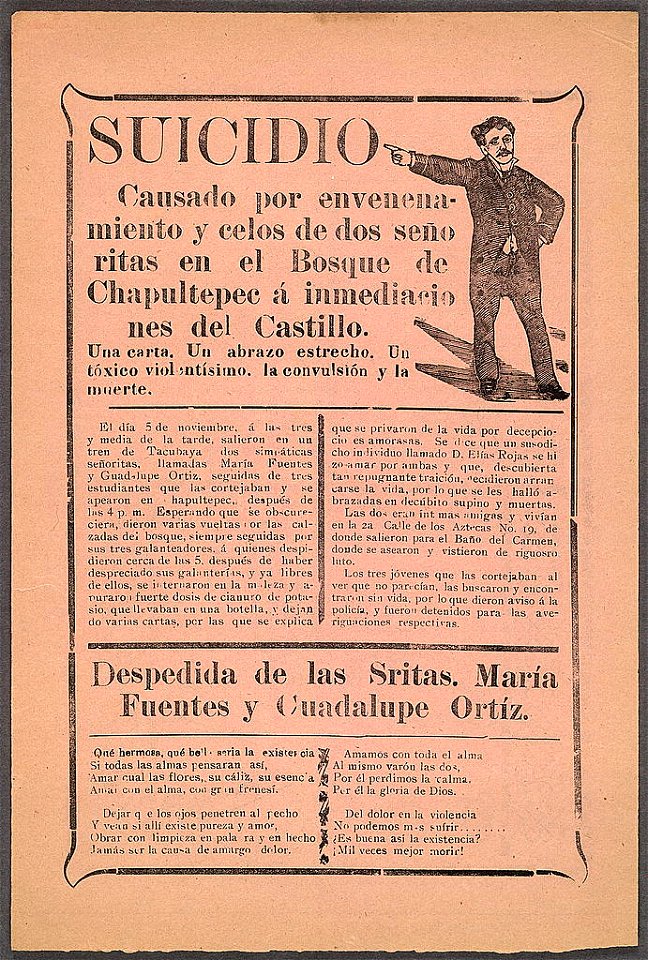 SUICIDIO
Causado por envenena-
miento y celos de dos seño
ritas en el Bosque de
Chapultepec á inmediacio
nes del Castillo.
Una carta. Un abrazo estrecho. Un
tóxico violentísimo. la convulsión y la
muerte.
El día 5 de noviembre, á las tres
y media de la tarde, salieron en un
tren de Tacubaya dos simpáticas
señoritas, llamadas María Fuentes
y Guadalupe Ortiz, seguidas de tres
estudiantes que las cortejaban y se
apearon en Chapultepec, después de
las 4 p. m. Esperando que se obscure-
ciera, dieron varias vueltas por las cal-
zadas del bosque, siempre seguidas por
sus tres galanteadores, á quienes despi-
dieron cerca de las 5, después de haber
despreciado sus galanterías, y ya libres
de ellos, se internaron en la maleza y a-
puraron fuerte dosis de cianuro de pota-
sio, que llevaban en una botella, y dejan
do varias cartas, por las que se explica
que se privaron de la vida por decepcio-
cio es amorosas. Se dice que un susodi-
cho individuo llamado D. Elías Rojas se hi
zo amar por ambas y que, descubierta
tan repugnante traición, decidieron arran
carse la vida, por lo que se les halló a-
brazadas en decúbito supino y muertas.
Las dos eran íntimas amigas y vivían
en la 2a Calle de los Aztecas No. 19, de
donde salieron para el Baño del Carmen,
donde se asearon y vistieron de riguoso
luto.
Los tres jóvenes que las cortejaban al
ver que no parecían, las buscaron y encon-
traron sin vida, por lo que dieron aviso á la
policía, y fueron detenidos para las ave-
riguaciones respectivas.
Despedida de las Sritas. María
Fuentes y Guadalupe Ortíz.
Qué hermosa, qué bella sería la existencia
Si todas las almas pensaran así,
Amar cual las flores, su cáliz, su esencia
Amar con el alma, con gran frenesí.
Dejar que los ojos penetren al pecho
Y vean si allí existe pureza y amor,
Obrar con limpieza en palabra y en hecho
Jamás ser la causa de amargo dolor.
Amamos con toda el alma
Al mismo varón las dos,
Por él perdimos la calma,
Por él la gloria de Dios.
Del dolor en la violencia
No podemos más sufrir........
¿Es buena así la existencia?
¡Mil veces mejor morir!